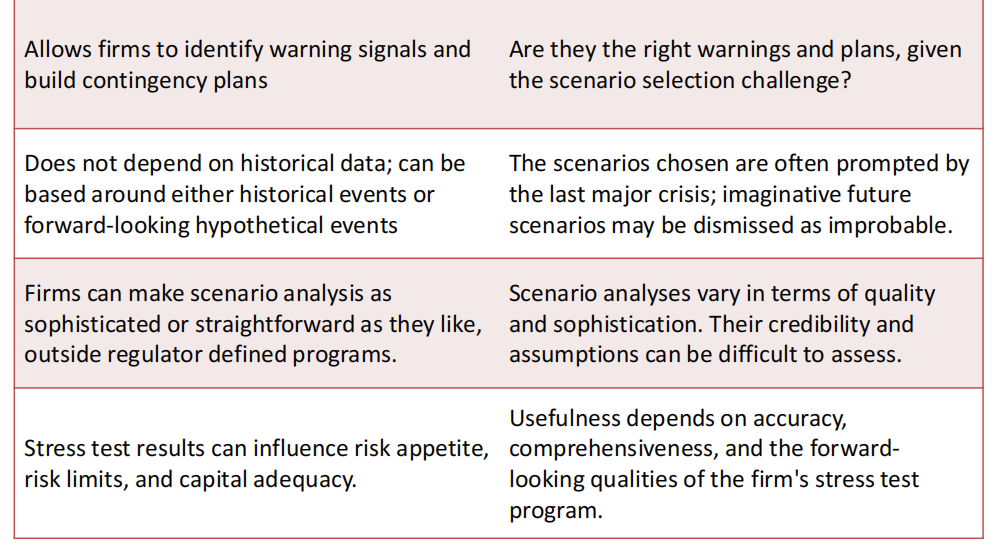 Allows firms to identify warning signals and
build contingency plans
Are they the right warnings and plans, given
the scenario selection challenge?
Does not depend on historical data; can be
based around either historical events or
forward-looking hypothetical events
The scenarios chosen are often prompted by
the last major crisis; imaginative future
scenarios may be dismissed as improbable.
Firms can make scenario analysis as
sophisticated or straightforward as they like,
outside regulator defined programs.
Scenario analyses vary in terms of quality
and sophistication. Their credibility and
assumptions can be difficult to assess.
Stress test results can influence risk appetite,
risk limits, and capital adequacy.
Usefulness depends on accuracy,
comprehensiveness, and the forward-
looking qualities of the firm's stress test
program.